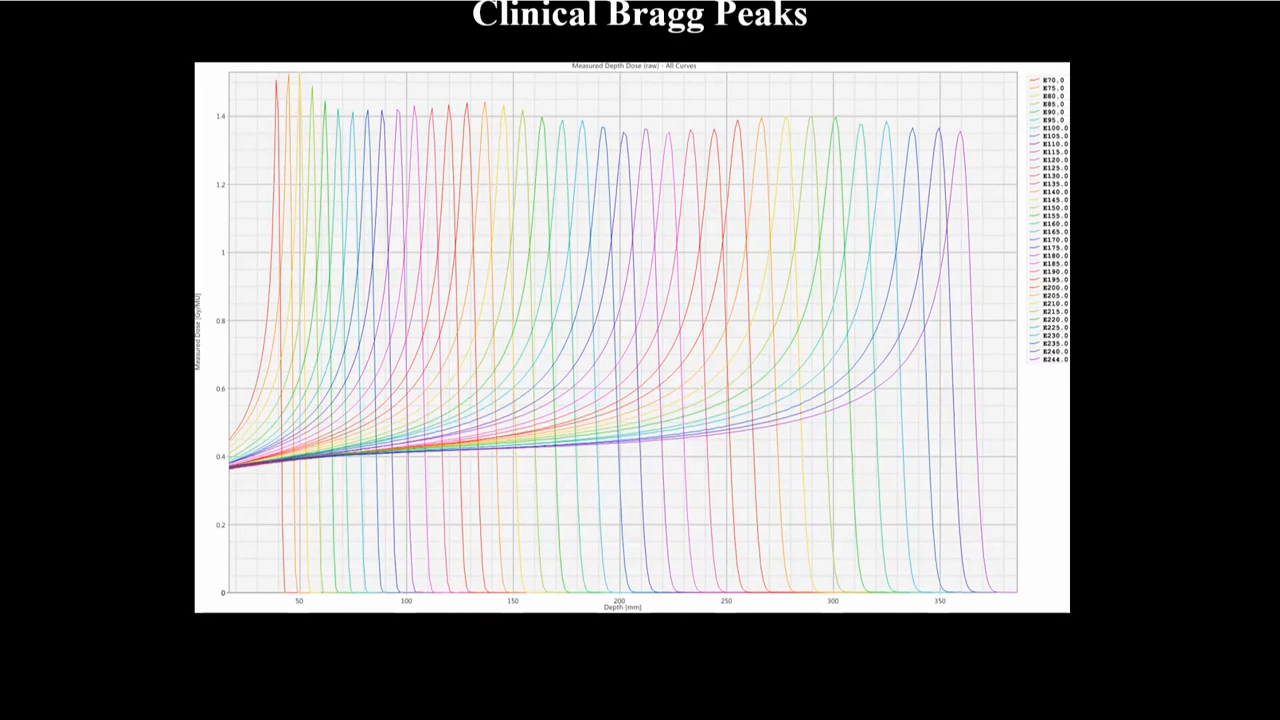 Clinical Bragg Peaks
Measured Depth Dose (raw) - All Curves
Measured Dose [Gy/MU]
1.4
1.2
1
0.8
0.6
0.4
0.2
0
50
100
150
200
250
300
350
Depth [mm]
E70.0
E75.0
E80.0
E85.0
E90.0
E95.0
E100.0
E105.0
E110.0
E115.0
E120.0
E125.0
E130.0
E135.0
E140.0
E145.0
E150.0
E155.0
E160.0
E165.0
E170.0
E175.0
E180.0
E185.0
E190.0
E195.0
E200.0
E205.0
E210.0
E215.0
E220.0
E225.0
E230.0
E235.0
E240.0
E244.0